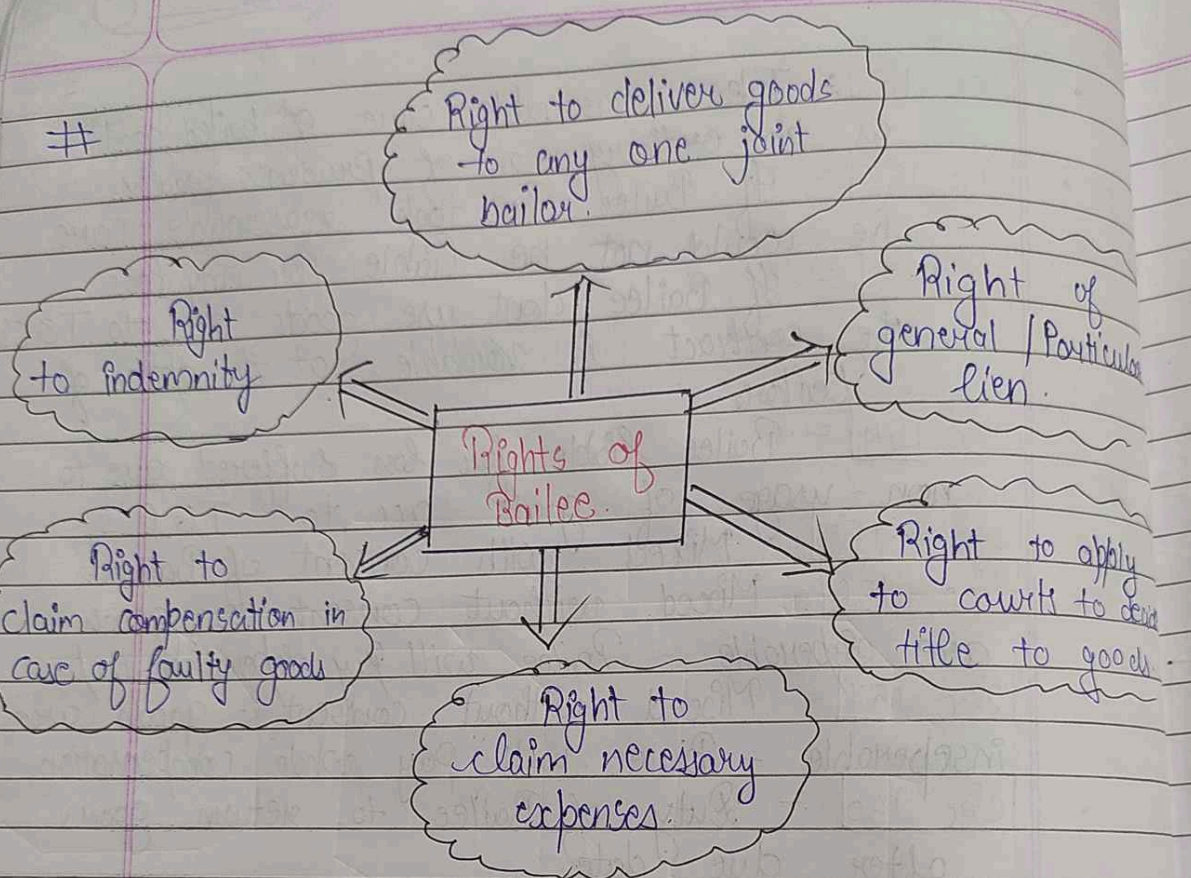 #
Right to deliver goods
to any one joint
bailor.
Right
to indemnity
Right of
general / Particular
lien.
Rights of
Bailee.
Right to
claim compensation in
case of faulty goods
Right to apply
to courts to
title to goods.
Right to
claim necessary
expenses.